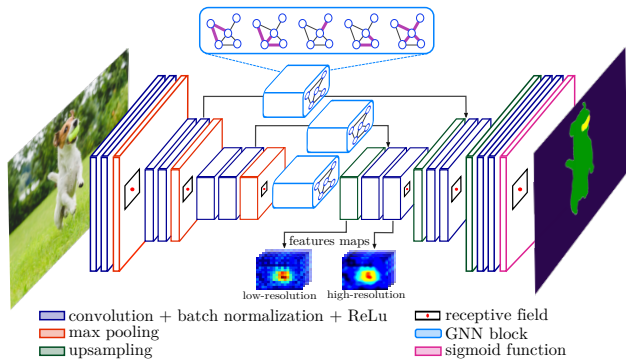 features maps
low-resolution
high-resolution
convolution + batch normalization + ReLu
receptive field
max pooling
GNN block
upsampling
sigmoid function